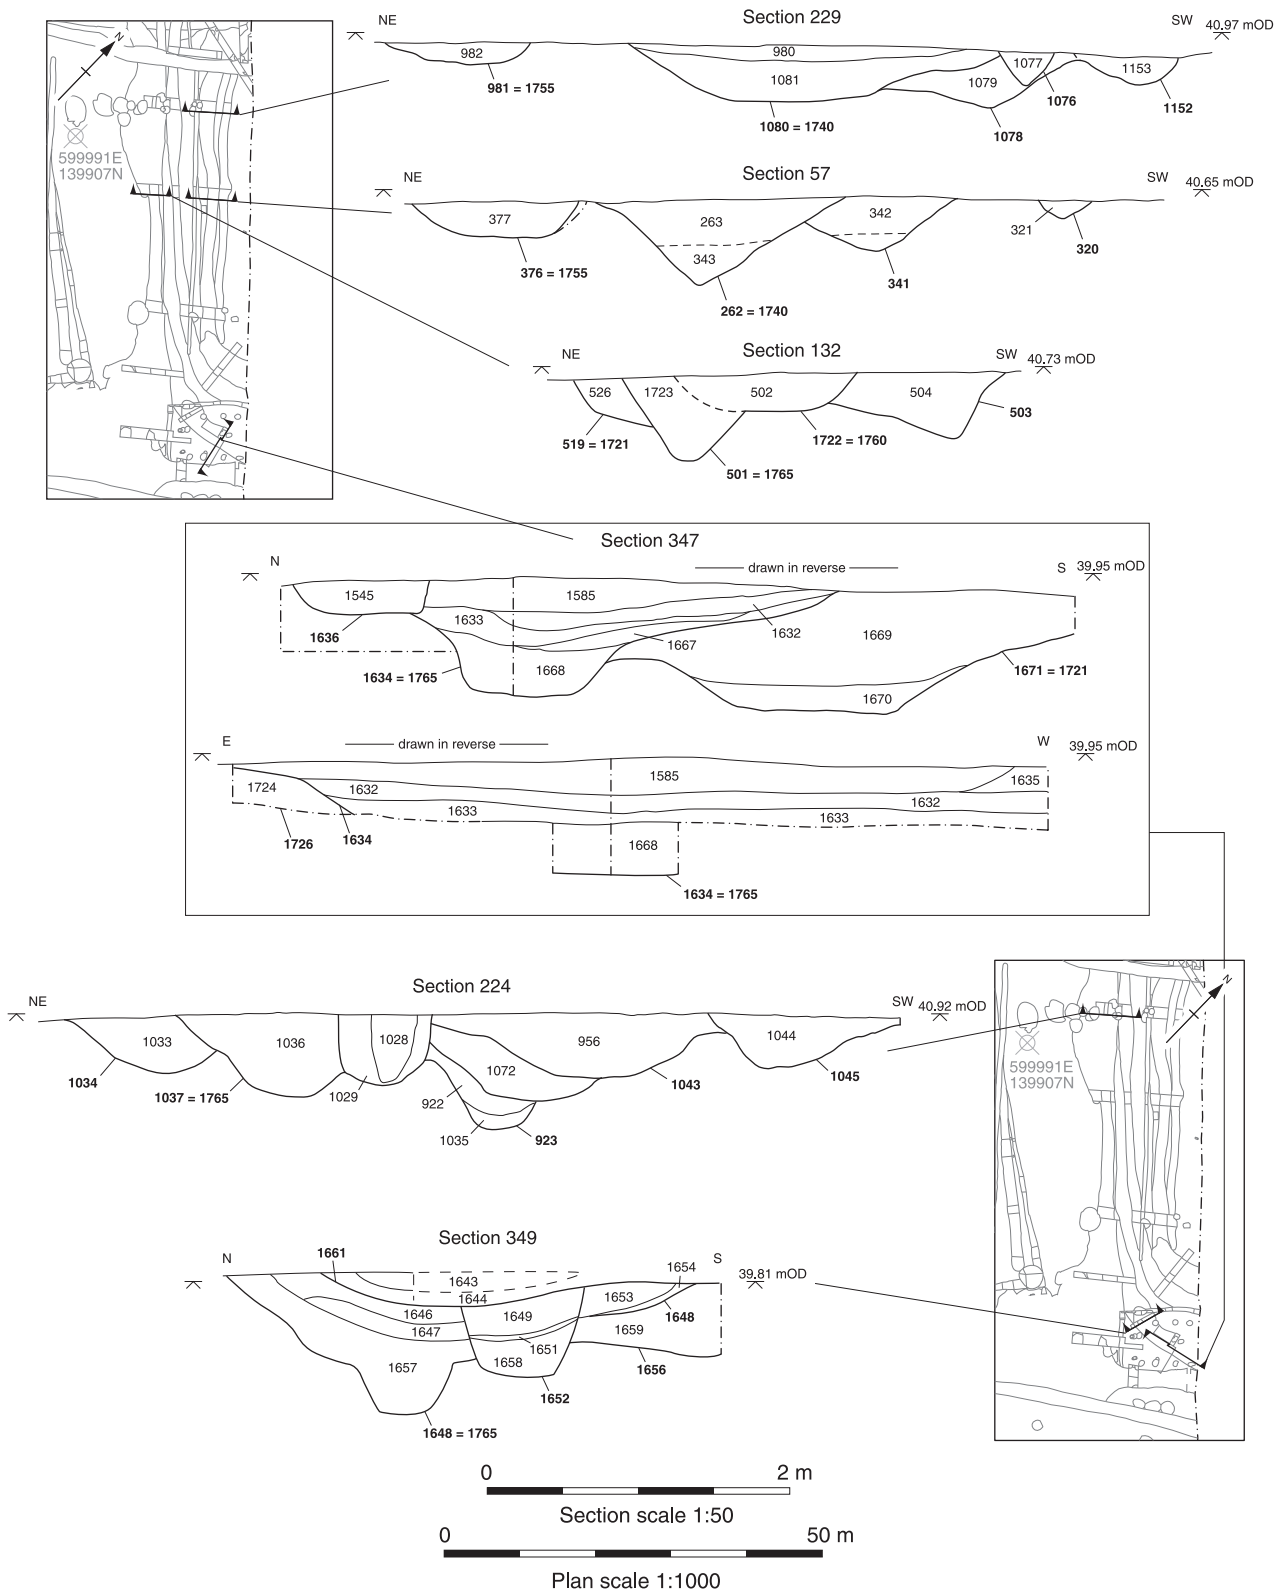 Section 229
NE
SW
40.97 mOD
982
980
1081
1079
1077
1153
981 = 1755
1080 = 1740
1078
1076
1152
N
599991E
139907N
Section 57
NE
SW
40.65 mOD
377
263
343
342
321
376 = 1755
262 = 1740
341
320
Section 132
NE
SW
40.73 mOD
526
1723
502
504
519 = 1721
501 = 1765
1722 = 1760
503
Section 347
N
drawn in reverse
S
39.95 mOD
1545
1585
1633
1632
1667
1669
1668
1670
1636
1634 = 1765
1671 = 1721
E
drawn in reverse
W
39.95 mOD
1724
1632
1585
1635
1633
1632
1633
1668
1726
1634
1634 = 1765
Section 224
NE
SW
40.92 mOD
1033
1036
1028
956
1044
1072
1029
922
1035
1034
1037 = 1765
1043
1045
923
N
599991E
139907N
Section 349
N
S
39.81 mOD
1661
1643
1644
1654
1646
1649
1653
1647
1648
1651
1659
1657
1658
1656
1652
1648 = 1765
0 2 m
Section scale 1:50
0 50 m
Plan scale 1:1000